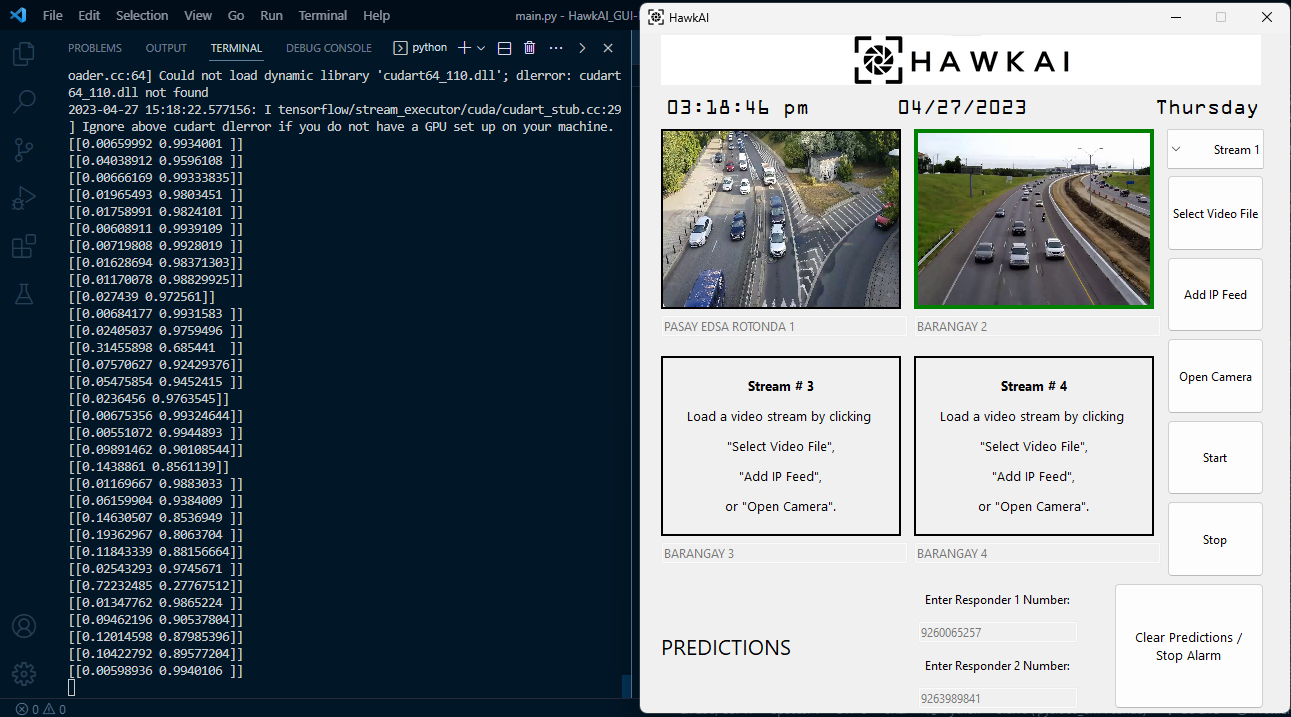 File Edit Selection View Go Run Terminal Help main.py - HawkAI_GUI-
PROBLEMS OUTPUT TERMINAL DEBUG CONSOLE python
oader.cc:64] Could not load dynamic library 'cudart64_110.dll'; dlerror: cudart
64_110.dll not found
2023-04-27 15:18:22.577156: I tensorflow/stream_executor/cuda/cudart_stub.cc:29
] Ignore above cudart dlerror if you do not have a GPU set up on your machine.
[[0.00659992 0.9934001 ]]
[[0.04038912 0.9596108 ]]
[[0.00666169 0.99333835]]
[[0.01965493 0.9803451 ]]
[[0.01758991 0.9824101 ]]
[[0.00608911 0.9939109 ]]
[[0.00719808 0.9928019 ]]
[[0.01628694 0.98371303]]
[[0.01170078 0.98829925]]
[[0.027439 0.972561]]
[[0.00684177 0.9931583 ]]
[[0.02405037 0.9759496 ]]
[[0.31455898 0.685441  ]]
[[0.07570627 0.92429376]]
[[0.05475854 0.9452415 ]]
[[0.0236456 0.9763545]]
[[0.00675356 0.99324644]]
[[0.00551072 0.9944893 ]]
[[0.09891462 0.90108544]]
[[0.1438861 0.8561139]]
[[0.01169667 0.9883033 ]]
[[0.06159904 0.9384009 ]]
[[0.14630507 0.8536949 ]]
[[0.19362967 0.8063704 ]]
[[0.11843339 0.88156664]]
[[0.02543293 0.9745671 ]]
[[0.72232485 0.27767512]]
[[0.01347762 0.9865224 ]]
[[0.09462196 0.90537804]]
[[0.12014598 0.87985396]]
[[0.10422792 0.89577204]]
[[0.00598936 0.9940106 ]]
0 0
HawkAI
HAWKAI
03:18:46 pm 04/27/2023 Thursday
Stream 1
Select Video File
Add IP Feed
Open Camera
Start
Stop
PASAY EDSA ROTONDA 1
BARANGAY 2
Stream # 3
Load a video stream by clicking
"Select Video File",
"Add IP Feed",
or "Open Camera".
Stream # 4
Load a video stream by clicking
"Select Video File",
"Add IP Feed",
or "Open Camera".
BARANGAY 3
BARANGAY 4
PREDICTIONS
Enter Responder 1 Number:
9260065257
Enter Responder 2 Number:
9263989841
Clear Predictions /
Stop Alarm